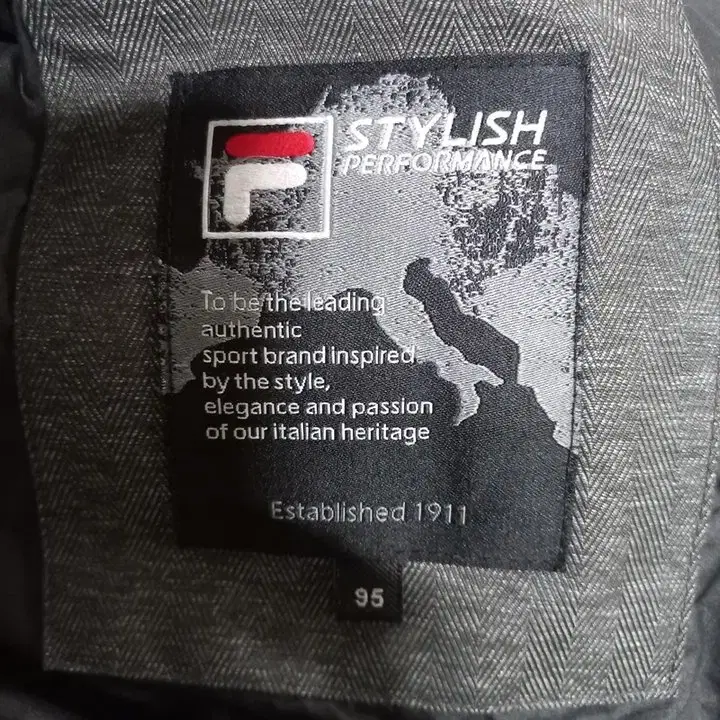 STYLISH
PERFORMANCE
To be the leading
authentic
sport brand inspired
by the style,
elegance and passion
of our italian heritage
Established 1911
95